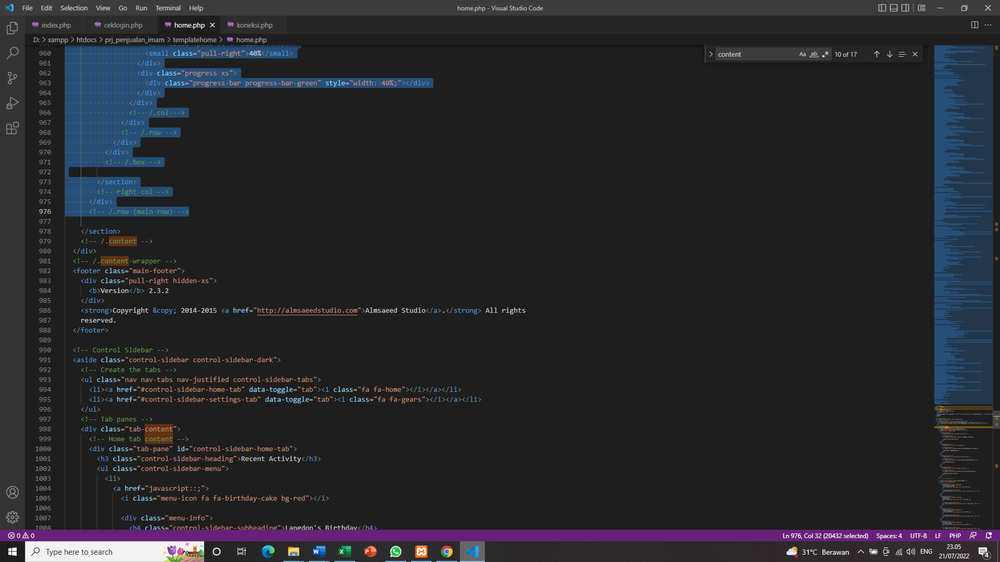 File Edit Selection View Go Run Terminal Help
home.php - Visual Studio Code
index.php ceklogin.php home.php koneksi.php
D: > xampp > htdocs > prj_penjualan_imam > templatehome > home.php
content Aa ab, .* 10 of 17
960 <small class="pull-right">40%</small>
961 </div>
962 <div class="progress xs">
963 <div class="progress-bar progress-bar-green" style="width: 40%;"></div>
964 </div>
965 </div>
966 <!-- /.col -->
967 </div>
968 <!-- /.row -->
969 </div>
970 </div>
971 <!-- /.box -->
972
973 </section>
974 <!-- right col -->
975 </div>
976 <!-- /.row (main row) -->
977
978 </section>
979 <!-- /.content -->
980 </div>
981 <!-- /.content-wrapper -->
982 <footer class="main-footer">
983 <div class="pull-right hidden-xs">
984 <b>Version</b> 2.3.2
985 </div>
986 <strong>Copyright &copy; 2014-2015 <a href="http://almsaeedstudio.com">Almsaeed Studio</a>.</strong> All rights
987 reserved.
988 </footer>
989
990 <!-- Control Sidebar -->
991 <aside class="control-sidebar control-sidebar-dark">
992 <!-- Create the tabs -->
993 <ul class="nav nav-tabs nav-justified control-sidebar-tabs">
994 <li><a href="#control-sidebar-home-tab" data-toggle="tab"><i class="fa fa-home"></i></a></li>
995 <li><a href="#control-sidebar-settings-tab" data-toggle="tab"><i class="fa fa-gears"></i></a></li>
996 </ul>
997 <!-- Tab panes -->
998 <div class="tab-content">
999 <!-- Home tab content -->
1000 <div class="tab-pane" id="control-sidebar-home-tab">
1001 <h3 class="control-sidebar-heading">Recent Activity</h3>
1002 <ul class="control-sidebar-menu">
1003 <li>
1004 <a href="javascript::;">
1005 <i class="menu-icon fa fa-birthday-cake bg-red"></i>
1006
1007 <div class="menu-info">
1008 <h4 class="control-sidebar-subheading">Langdon's Birthday</h4>
0 0
Ln 976, Col 32 (20432 selected) Spaces: 4 UTF-8 LF PHP
Type here to search
31°C Berawan ENG
23.05
21/07/2022
4